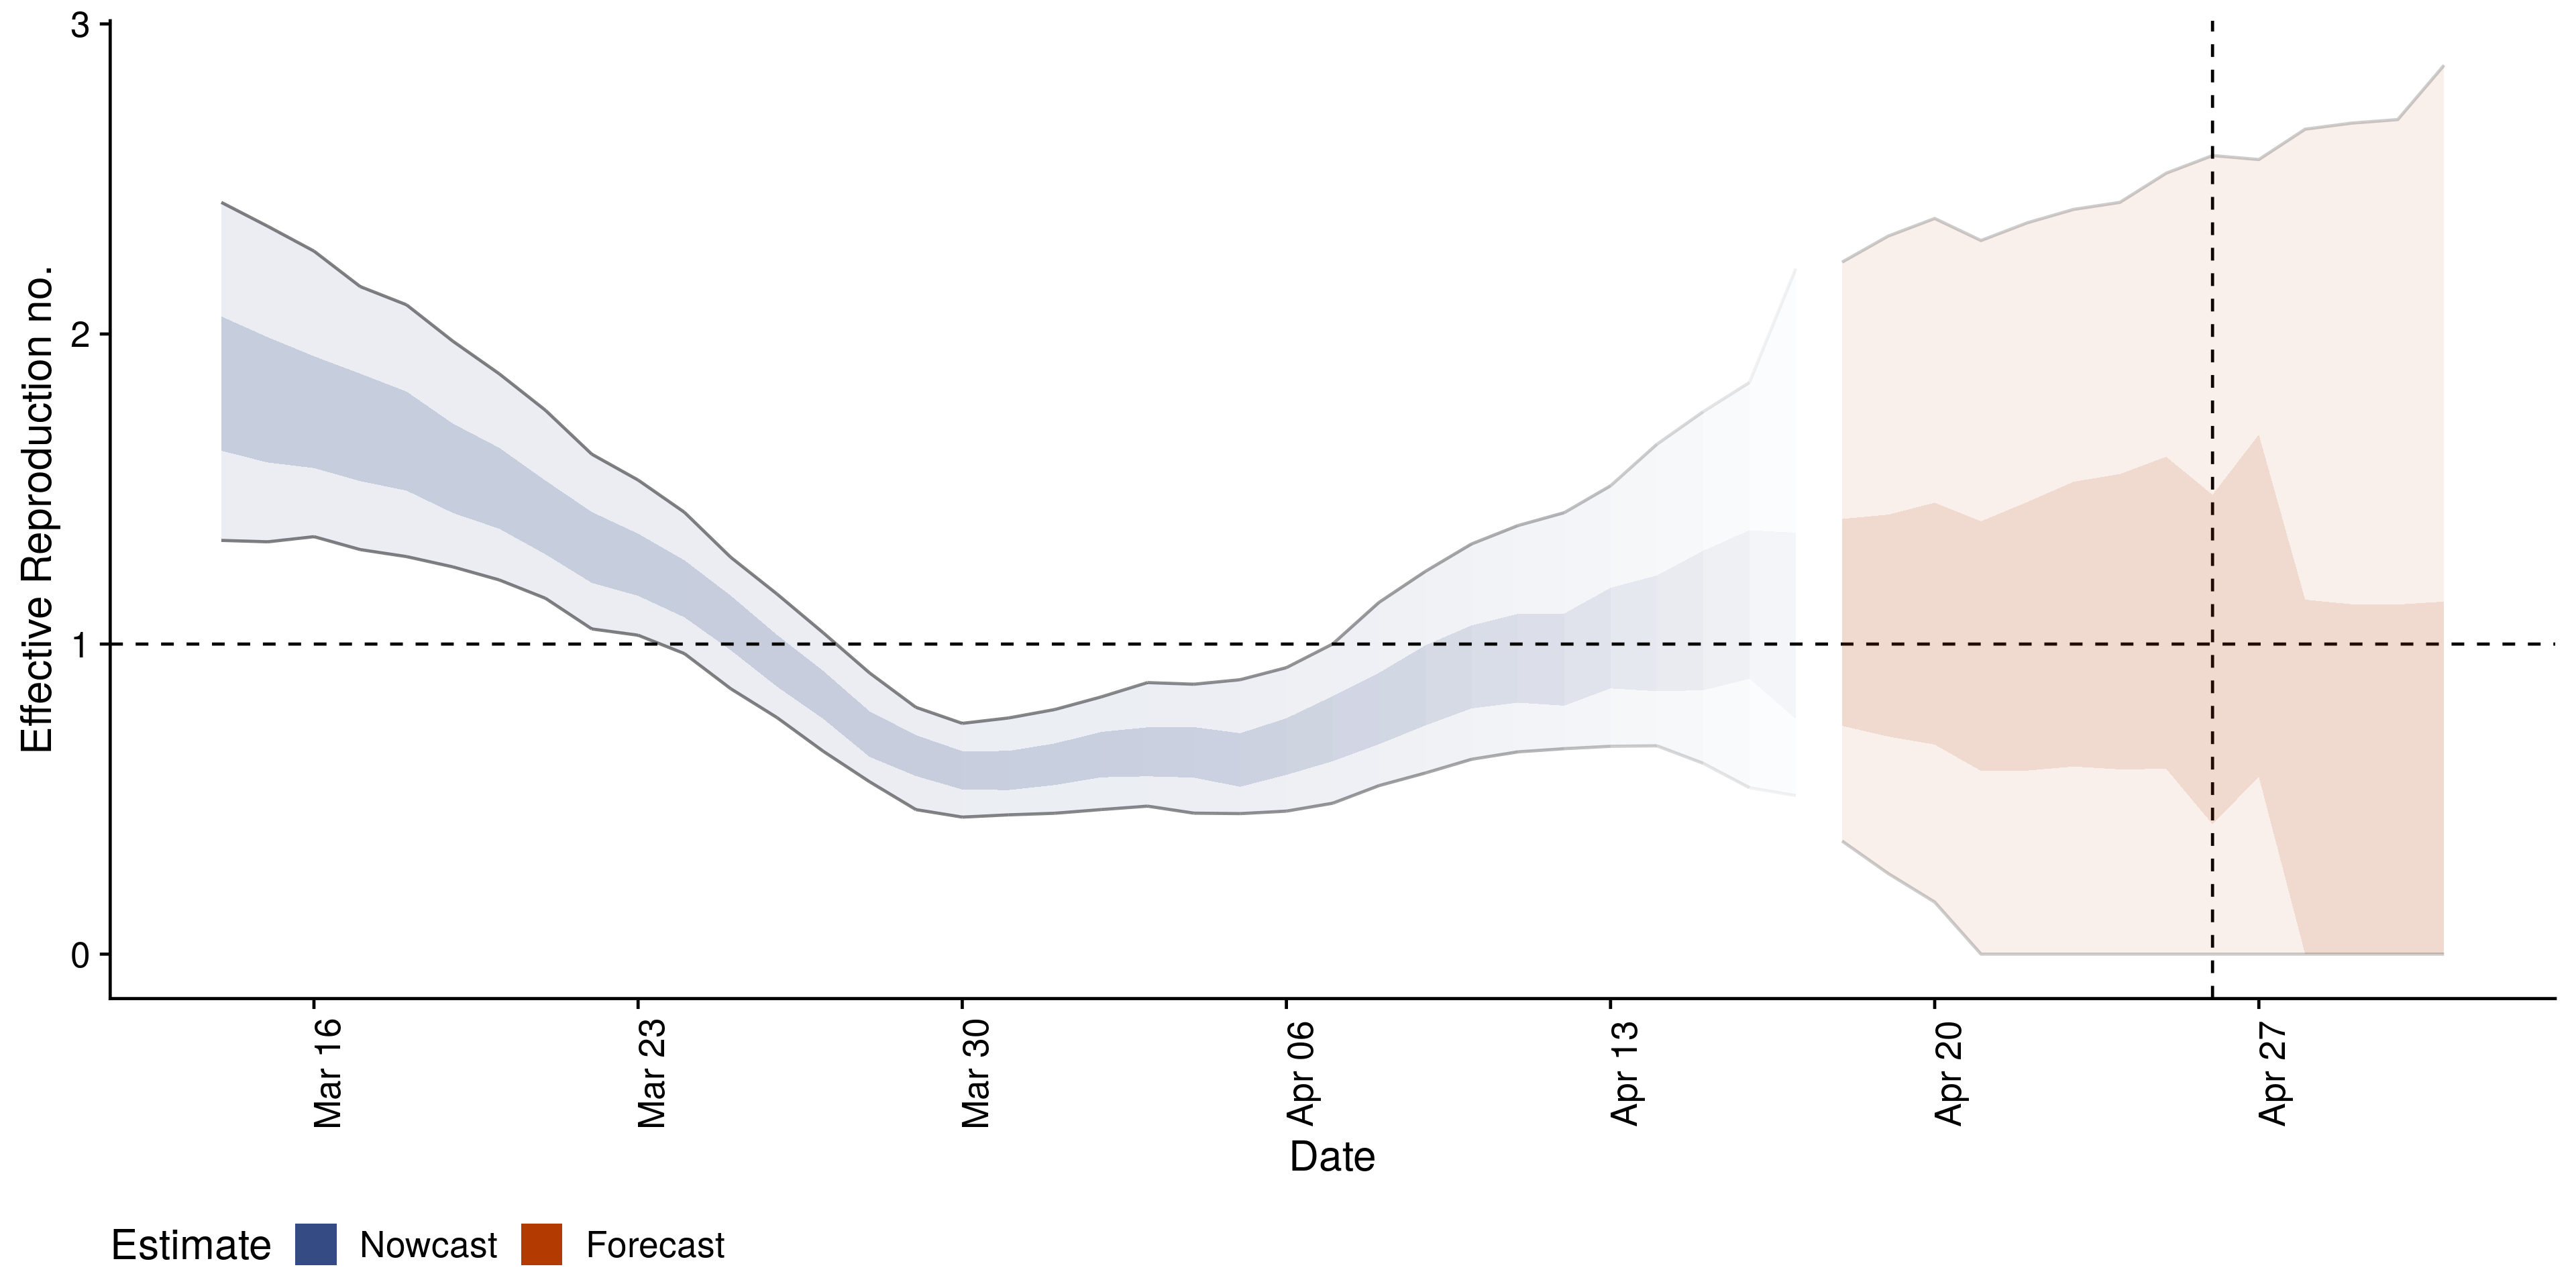 3
2
1
0
Effective Reproduction no.
Mar 16
Mar 23
Mar 30
Apr 06
Apr 13
Apr 20
Apr 27
Date
Estimate Nowcast Forecast